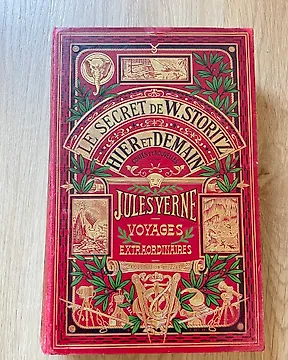 LE SECRET DE W. STORITZ
HIER ET DEMAIN
JULES VERNE
VOYAGES
EXTRAORDINAIRES